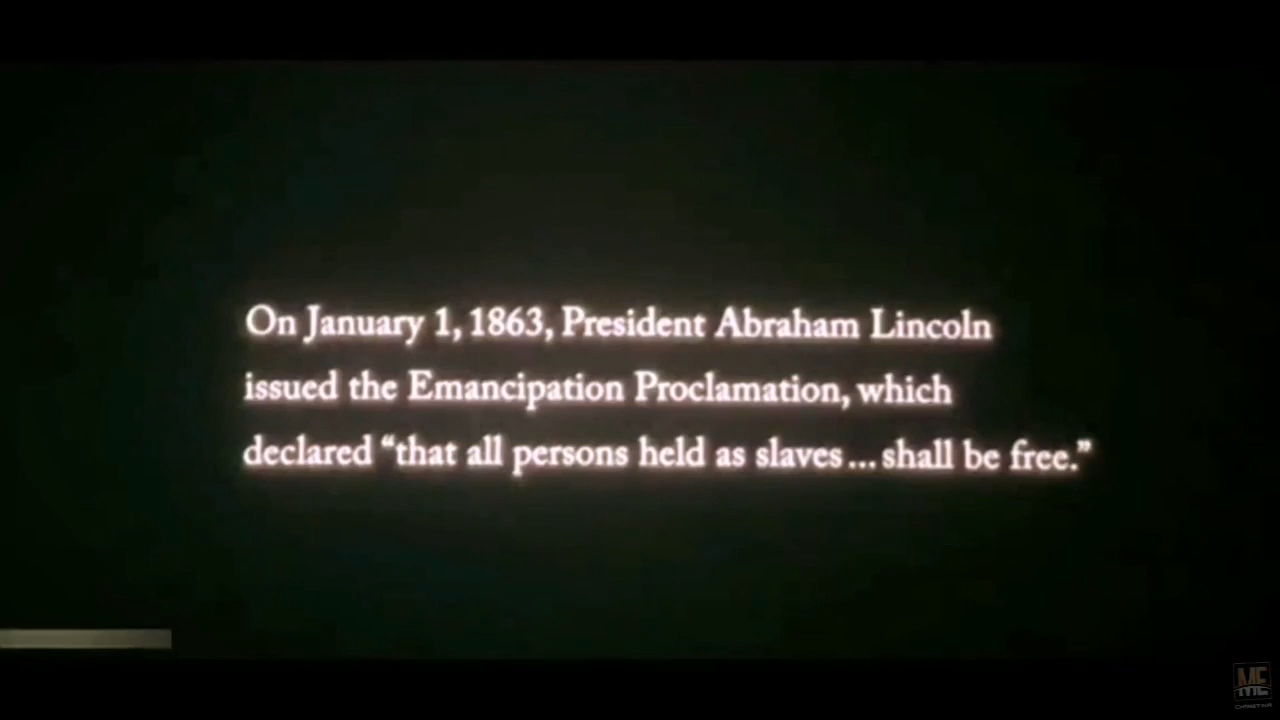 On January 1, 1863, President Abraham Lincoln
issued the Emancipation Proclamation, which
declared “that all persons held as slaves... shall be free.”
ME